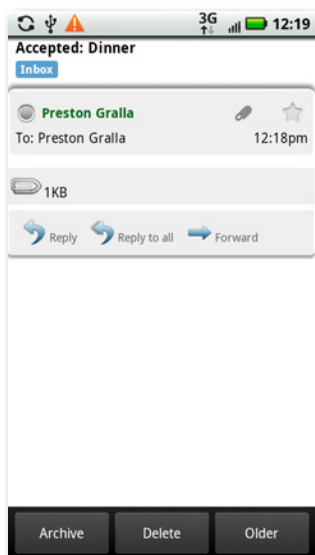 3G 12:19
Accepted: Dinner
Inbox
Preston Gralla
To: Preston Gralla 12:18pm
1KB
Reply Reply to all Forward
Archive Delete Older